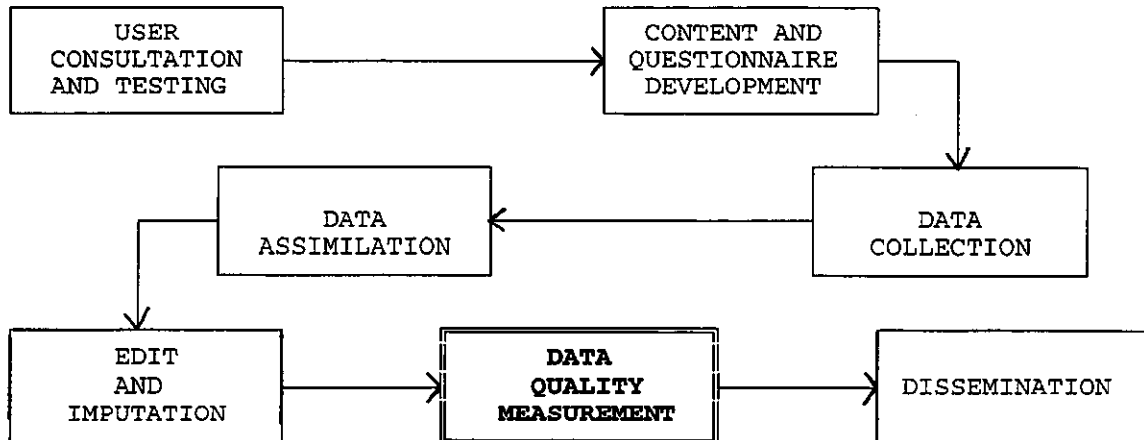 USER
CONSULTATION
AND TESTING
CONTENT AND
QUESTIONNAIRE
DEVELOPMENT
DATA
COLLECTION
DATA
ASSIMILATION
EDIT
AND
IMPUTATION
DATA
QUALITY
MEASUREMENT
DISSEMINATION